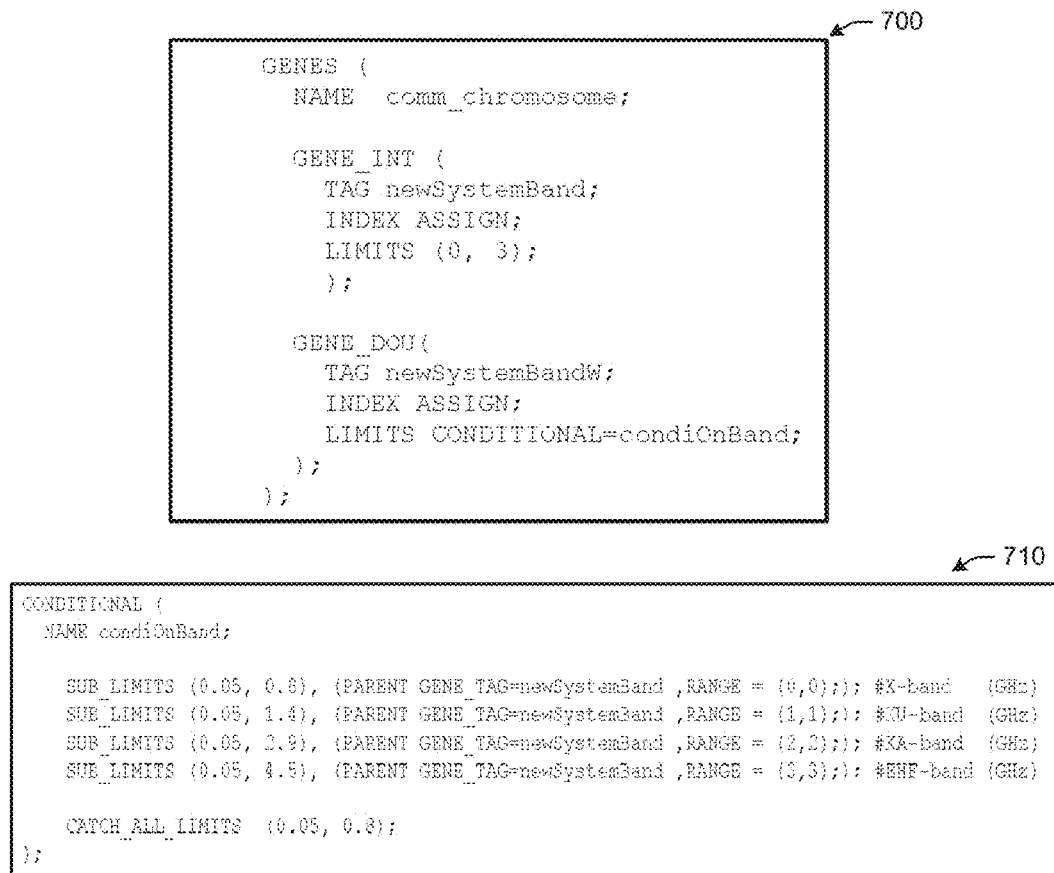 700
GENES (
NAME comm_chromosome;
GENE_INT (
TAG newSystemBand;
INDEX ASSIGN;
LIMITS (0, 3);
);
GENE_DOU(
TAG newSystemBandW;
INDEX ASSIGN;
LIMITS CONDITIONAL=condiOnBand;
);
);
710
CONDITIONAL (
NAME condiOnBand;
SUB_LIMITS (0.05, 0.8), (PARENT GENE_TAG=newSystemBand ,RANGE = (0,0);); #X-band (GHz)
SUB_LIMITS (0.05, 1.4), (PARENT GENE_TAG=newSystemBand ,RANGE = (1,1);); #KU-band (GHz)
SUB_LIMITS (0.05, 2.9), (PARENT GENE_TAG=newSystemBand ,RANGE = (2,2);); #KA-band (GHz)
SUB_LIMITS (0.05, 4.5), (PARENT GENE_TAG=newSystemBand ,RANGE = (3,3);); #EHF-band (GHz)
CATCH_ALL_LIMITS (0.05, 0.8);
);